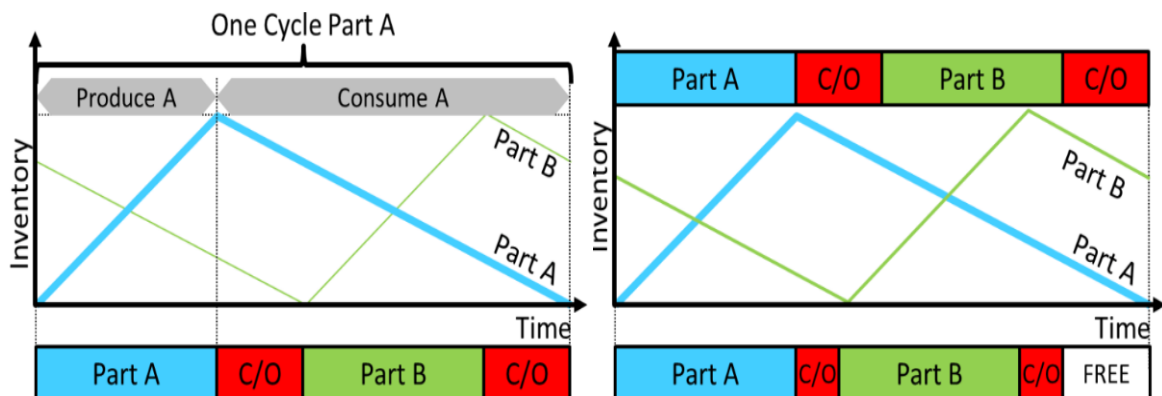 One Cycle Part A
Produce A
Consume A
Inventory
Part B
Part A
Time
Part A
C/O
Part B
C/O
Part A
C/O
Part B
C/O
Inventory
Part B
Part A
Time
Part A
C/O
Part B
C/O
FREE